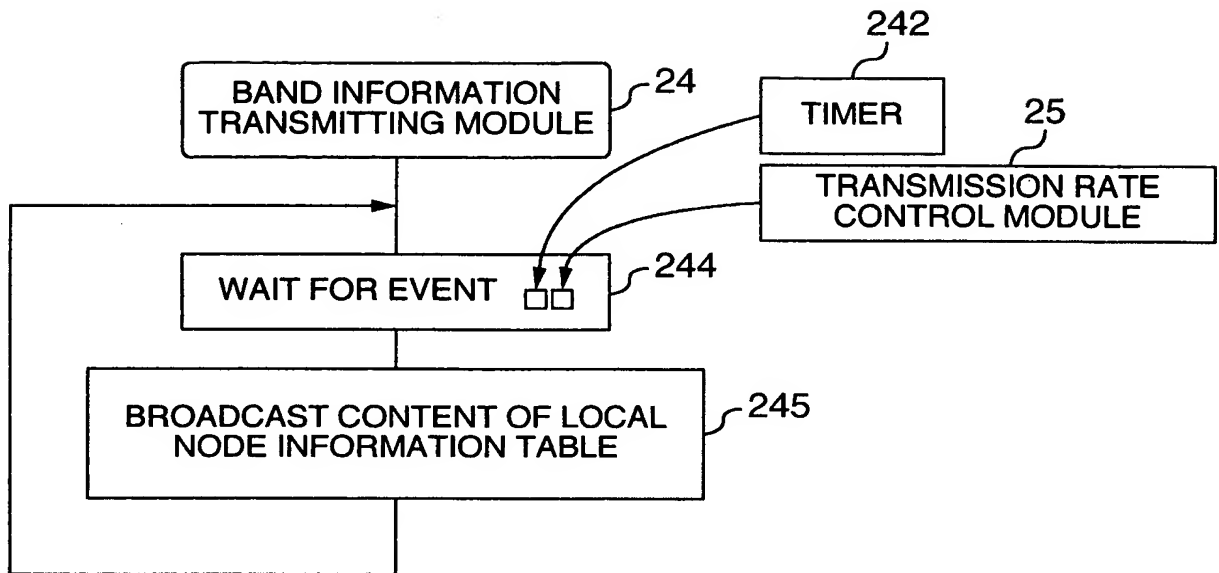 242
BAND INFORMATION
TRANSMITTING MODULE
24
TIMER
25
TRANSMISSION RATE
CONTROL MODULE
WAIT FOR EVENT
244
BROADCAST CONTENT OF LOCAL
NODE INFORMATION TABLE
245